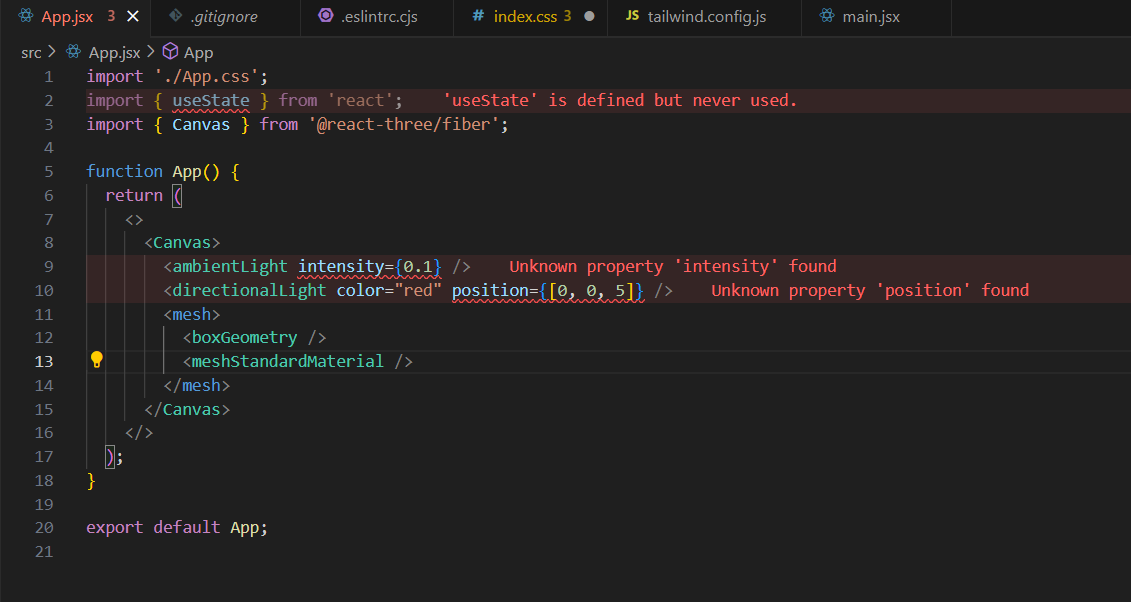 App.jsx 3 .gitignore .eslintrc.cjs # index.css 3 JS tailwind.config.js main.jsx
src > App.jsx > App
1 import './App.css';
2 import { useState } from 'react'; 'useState' is defined but never used.
3 import { Canvas } from '@react-three/fiber';
4
5 function App() {
6 return (
7 <>
8 <Canvas>
9 <ambientLight intensity={0.1} /> Unknown property 'intensity' found
10 <directionalLight color="red" position={[0, 0, 5]} /> Unknown property 'position' found
11 <mesh>
12 <boxGeometry />
13 <meshStandardMaterial />
14 </mesh>
15 </Canvas>
16 </>
17 );
18 }
19
20 export default App;
21